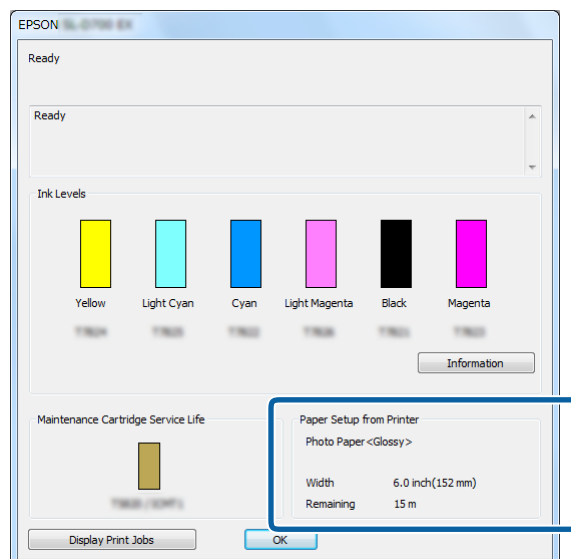 EPSON
Ready
Ready
Ink Levels
Yellow Light Cyan Cyan Light Magenta Black Magenta
Information
Maintenance Cartridge Service Life
Paper Setup from Printer
Photo Paper<Glossy>
Width 6.0 inch(152 mm)
Remaining 15 m
Display Print Jobs
OK